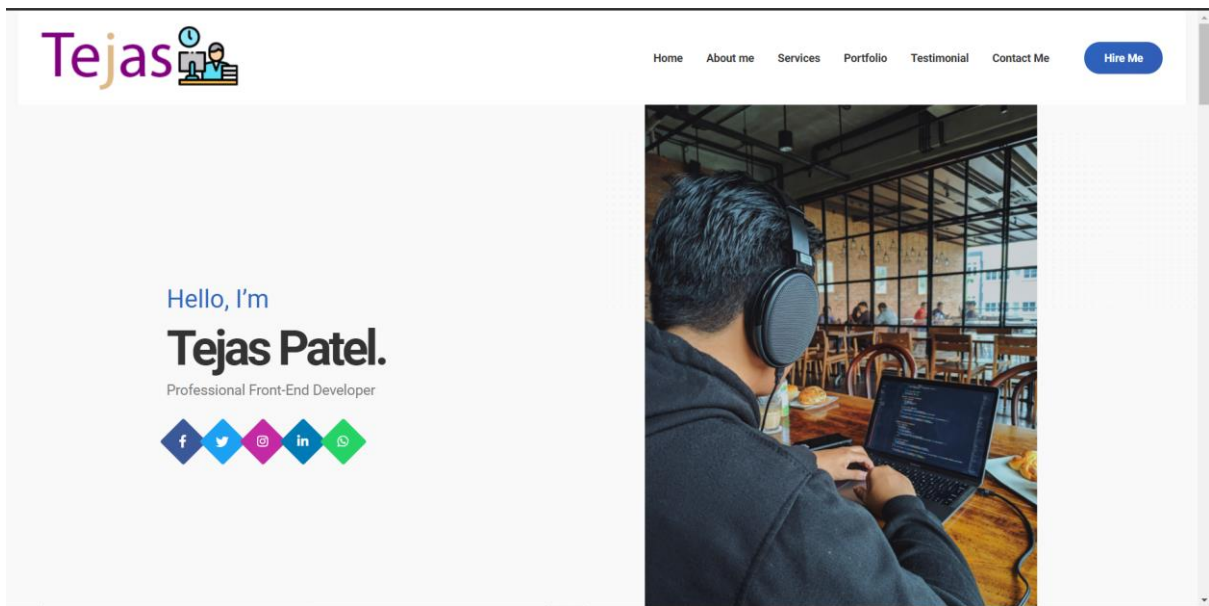 Tejas
Home About me Services Portfolio Testimonial Contact Me Hire Me
Hello, I'm
Tejas Patel.
Professional Front-End Developer